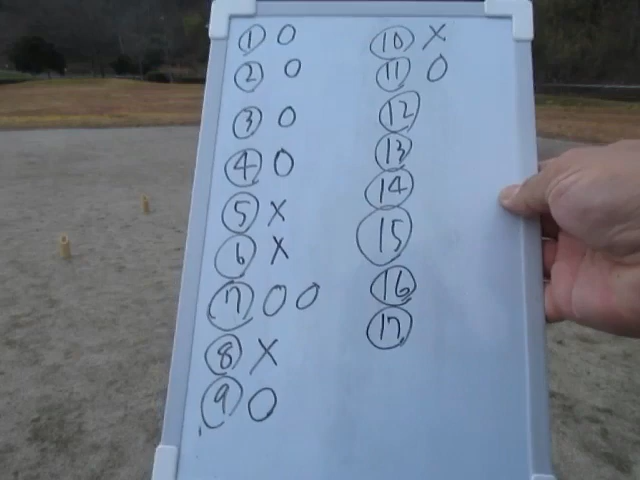 ① O
② O
③ O
④ O
⑤ X
⑥ X
⑦ O O
⑧ X
⑨ O
⑩ X
⑪ O
⑫
⑬
⑭
⑮
⑯
⑰